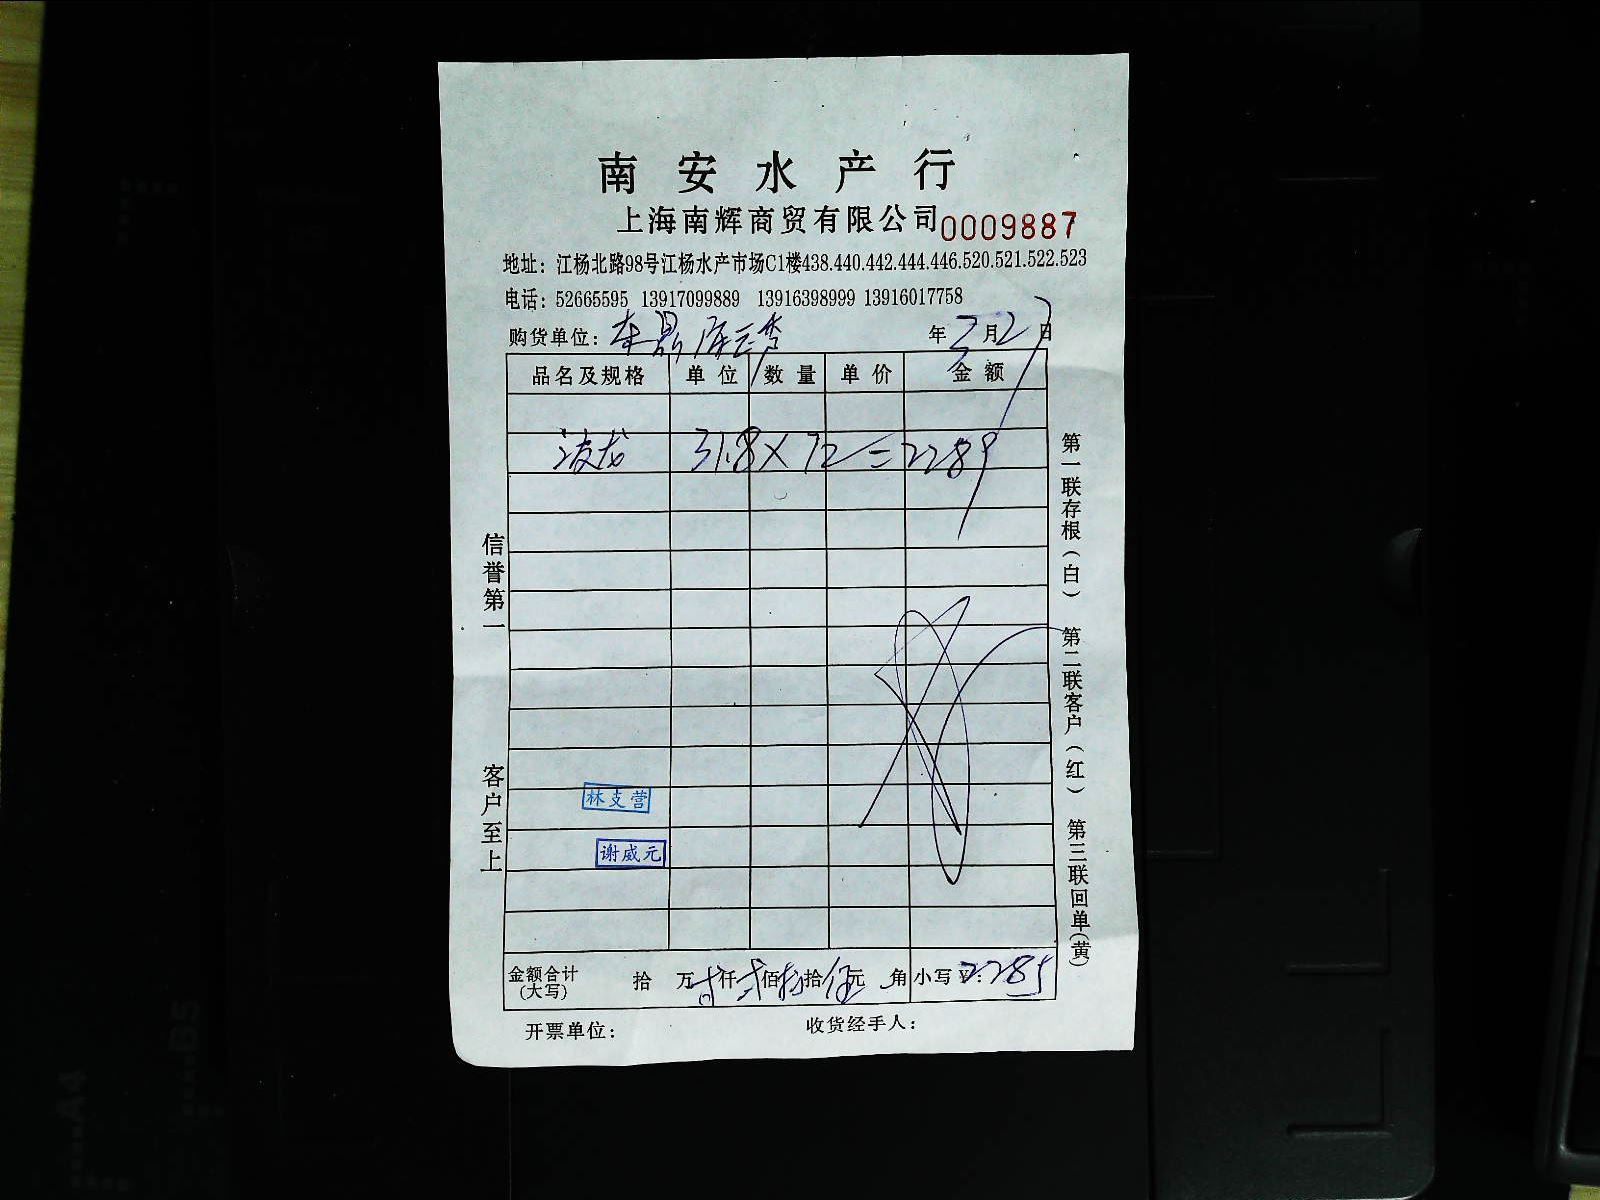 南安水产行
上海南辉商贸有限公司 0009887
地址：江杨北路98号江杨水产市场C1楼438.440.442.444.446.520.521.522.523
电话：52665595 13917099889 13916398999 13916017758
购货单位： 年 2月27日
品名及规格 单位 数量 单价 金额
31.8×72=2289
信誉第一
客户至上
第一联存根（白）
第二联客户（红）
第三联回单（黄）
林支营
谢威元
金额合计（大写） 拾 万 仟 佰 拾 元 角 小写￥：2285
开票单位： 收货经手人：